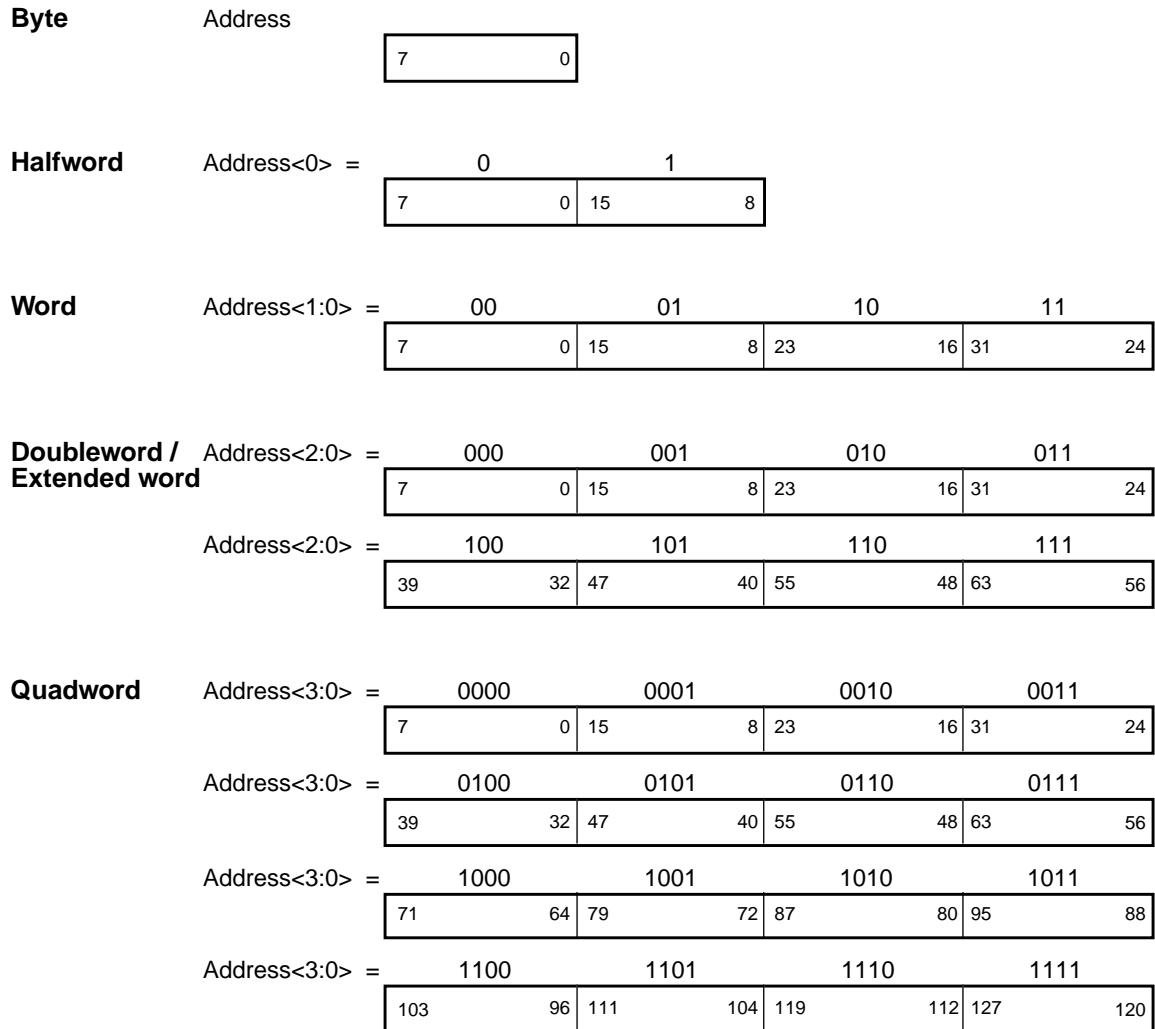 Byte Address
7 0
Halfword Address<0> = 0 1
7 0 15 8
Word Address<1:0> = 00 01 10 11
7 0 15 8 23 16 31 24
Doubleword / Address<2:0> = 000 001 010 011
Extended word
7 0 15 8 23 16 31 24
Address<2:0> = 100 101 110 111
39 32 47 40 55 48 63 56
Quadword Address<3:0> = 0000 0001 0010 0011
7 0 15 8 23 16 31 24
Address<3:0> = 0100 0101 0110 0111
39 32 47 40 55 48 63 56
Address<3:0> = 1000 1001 1010 1011
71 64 79 72 87 80 95 88
Address<3:0> = 1100 1101 1110 1111
103 96 111 104 119 112 127 120